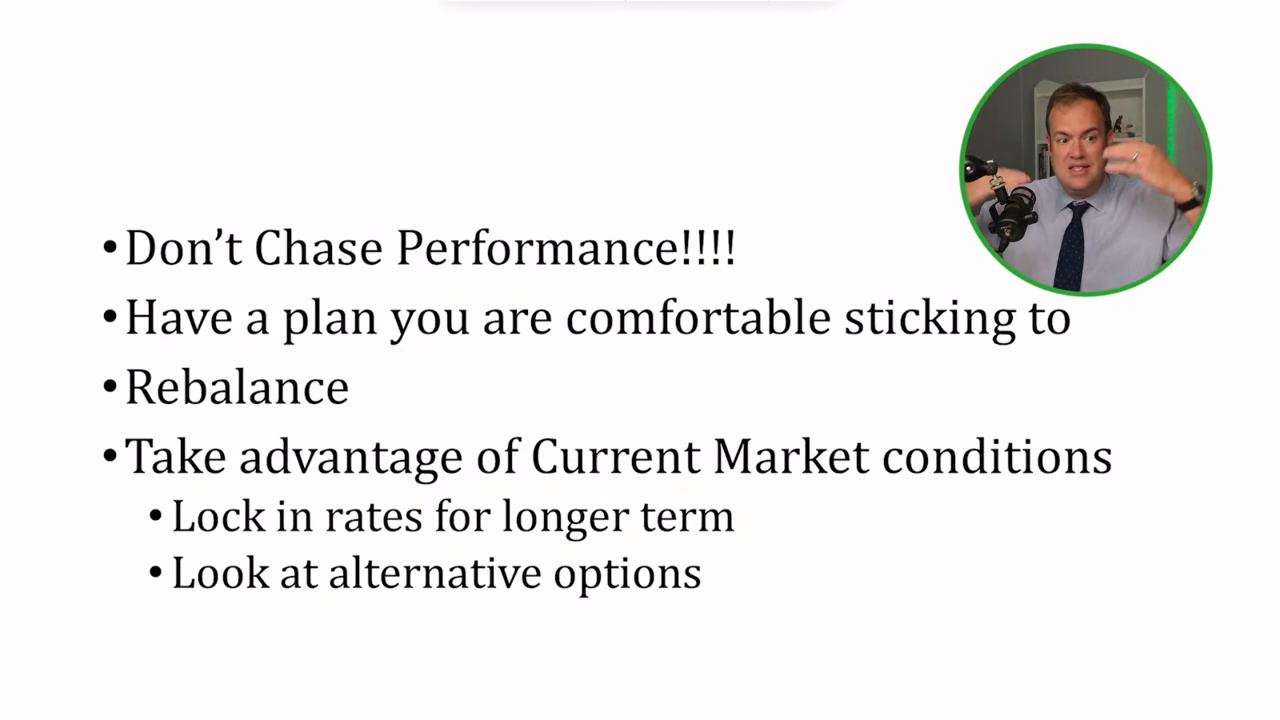 •Don’t Chase Performance!!!!
•Have a plan you are comfortable sticking to
•Rebalance
•Take advantage of Current Market conditions
•Lock in rates for longer term
•Look at alternative options